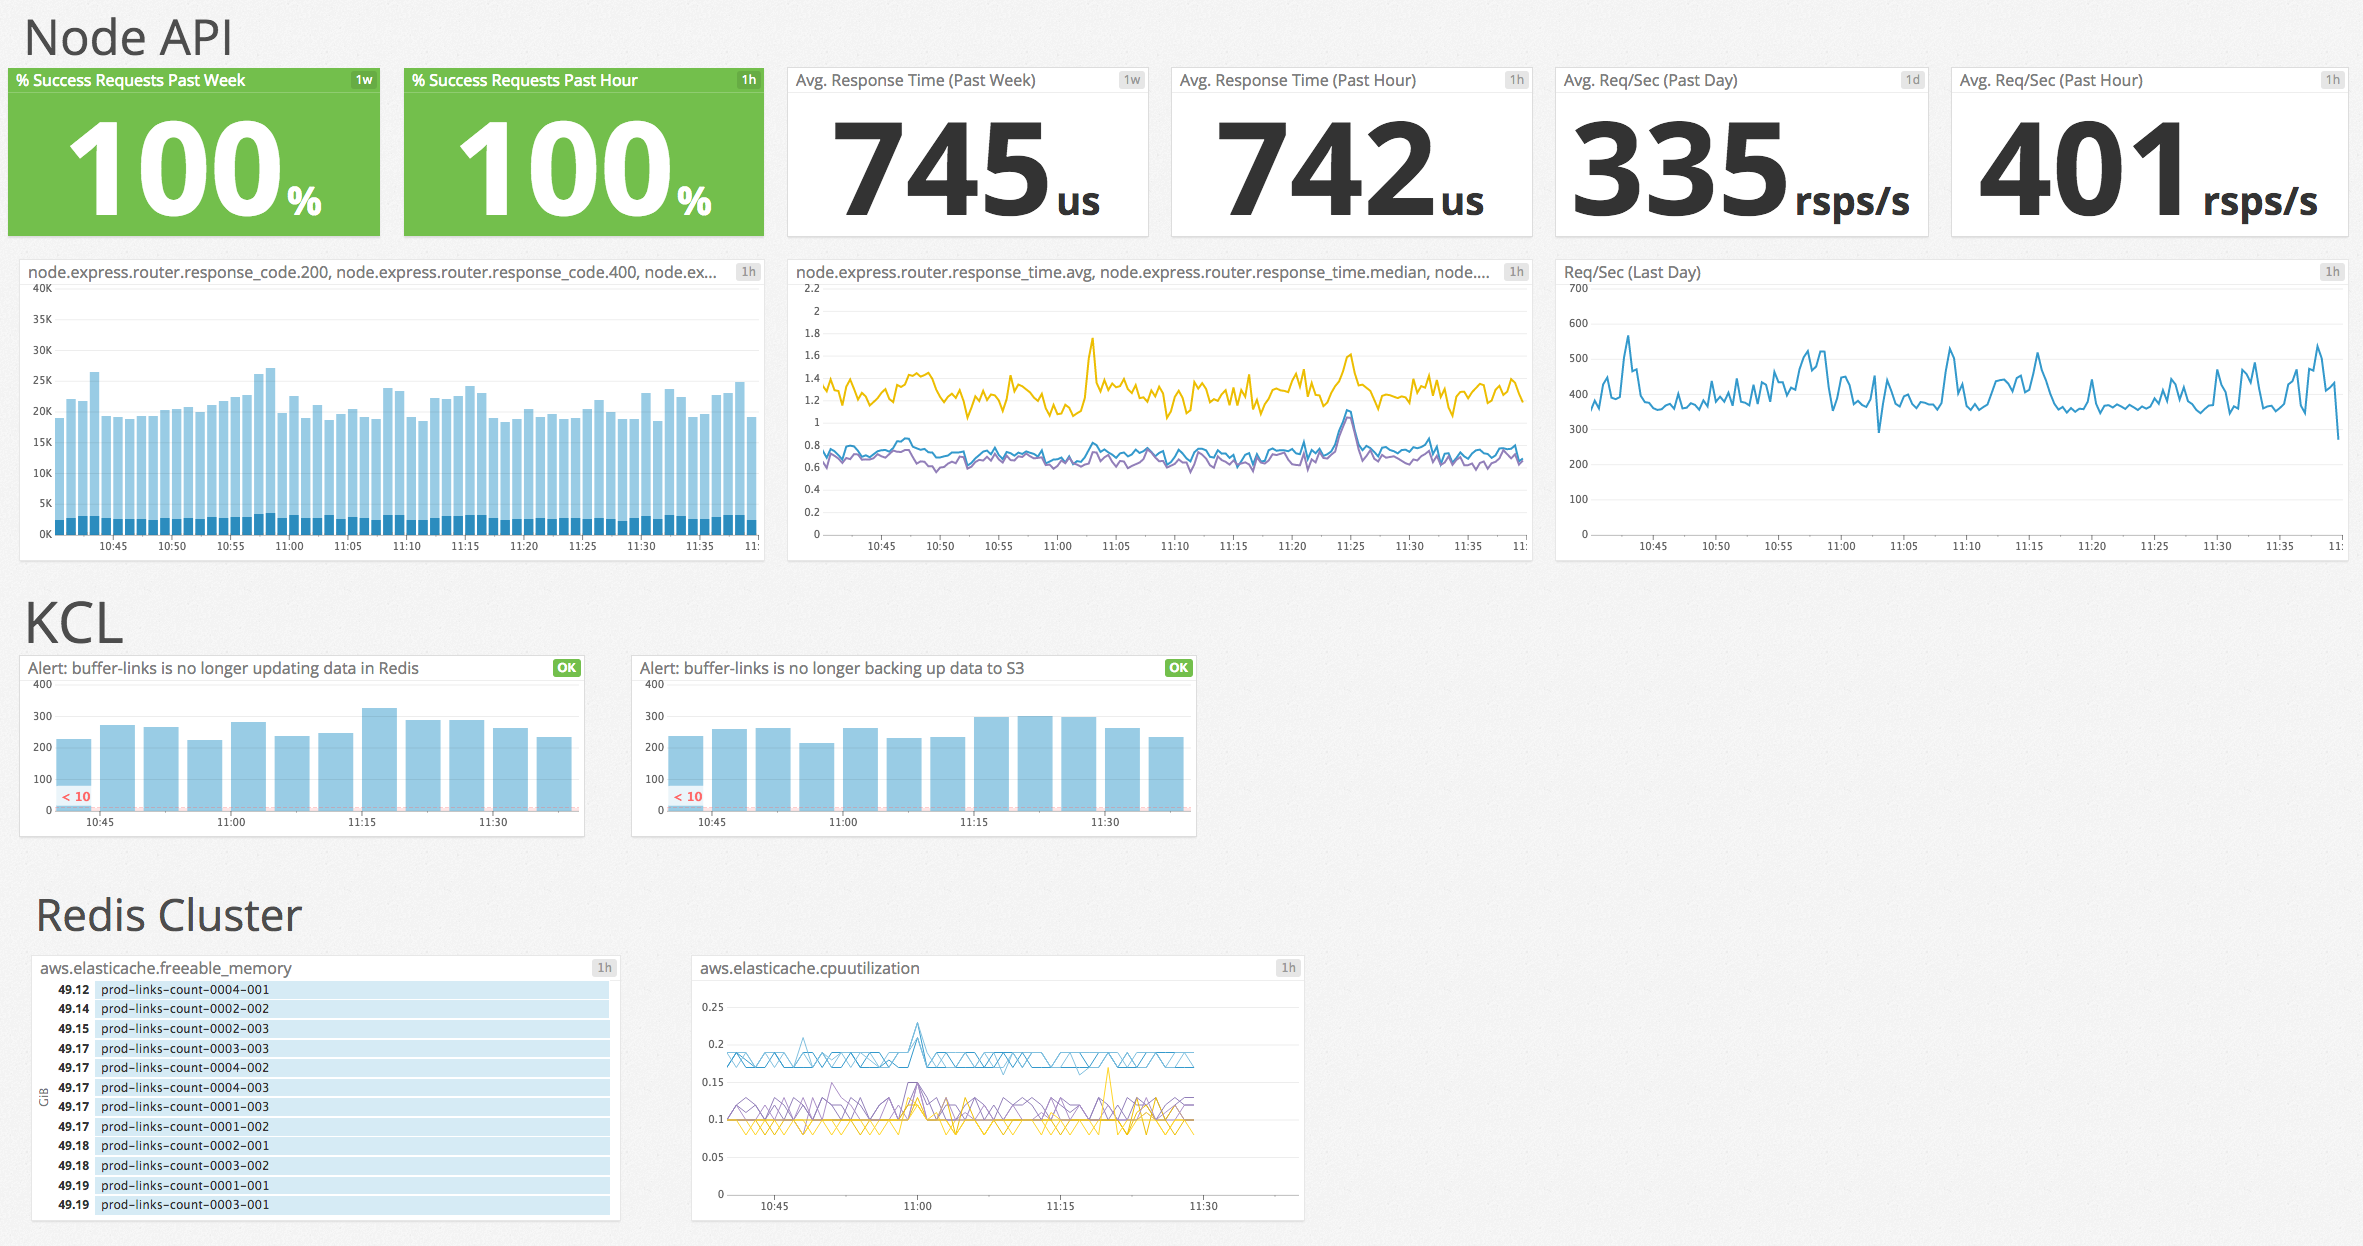 Node API
% Success Requests Past Week 1w
100%
% Success Requests Past Hour 1h
100%
Avg. Response Time (Past Week) 1w
745us
Avg. Response Time (Past Hour) 1h
742us
Avg. Req/Sec (Past Day) 1d
335rsps/s
Avg. Req/Sec (Past Hour) 1h
401rsps/s
node.express.router.response_code.200, node.express.router.response_code.400, node.ex... 1h
40K
35K
30K
25K
20K
15K
10K
5K
0K
10:45 10:50 10:55 11:00 11:05 11:10 11:15 11:20 11:25 11:30 11:35 11:
node.express.router.response_time.avg, node.express.router.response_time.median, node.... 1h
2.2
2
1.8
1.6
1.4
1.2
1
0.8
0.6
0.4
0.2
0
10:45 10:50 10:55 11:00 11:05 11:10 11:15 11:20 11:25 11:30 11:35 11:
Req/Sec (Last Day) 1h
700
600
500
400
300
200
100
0
10:45 10:50 10:55 11:00 11:05 11:10 11:15 11:20 11:25 11:30 11:35 11:
KCL
Alert: buffer-links is no longer updating data in Redis OK
400
300
200
100
< 10
0
10:45 11:00 11:15 11:30
Alert: buffer-links is no longer backing up data to S3 OK
400
300
200
100
< 10
0
10:45 11:00 11:15 11:30
Redis Cluster
aws.elasticache.freeable_memory 1h
GiB
49.12 prod-links-count-0004-001
49.14 prod-links-count-0002-002
49.15 prod-links-count-0002-003
49.17 prod-links-count-0003-003
49.17 prod-links-count-0004-002
49.17 prod-links-count-0004-003
49.17 prod-links-count-0001-003
49.17 prod-links-count-0001-002
49.18 prod-links-count-0002-001
49.18 prod-links-count-0003-002
49.19 prod-links-count-0001-001
49.19 prod-links-count-0003-001
aws.elasticache.cpuutilization 1h
0.25
0.2
0.15
0.1
0.05
0
10:45 11:00 11:15 11:30